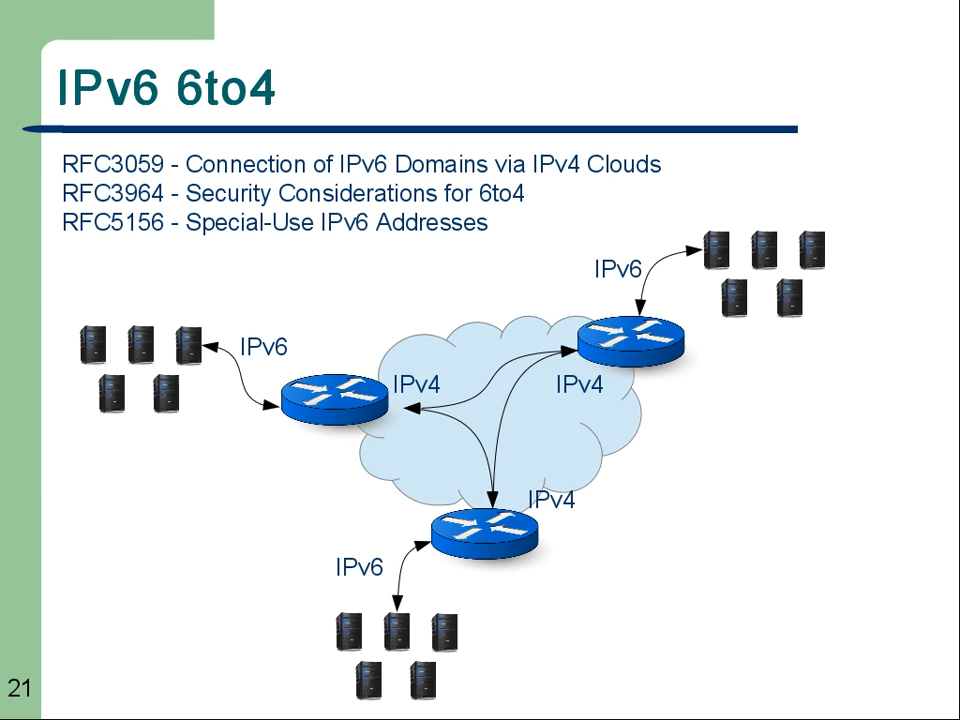 IPv6 6to4
RFC3059 - Connection of IPv6 Domains via IPv4 Clouds
RFC3964 - Security Considerations for 6to4
RFC5156 - Special-Use IPv6 Addresses
IPv6
IPv6
IPv4
IPv4
IPv4
IPv6
21